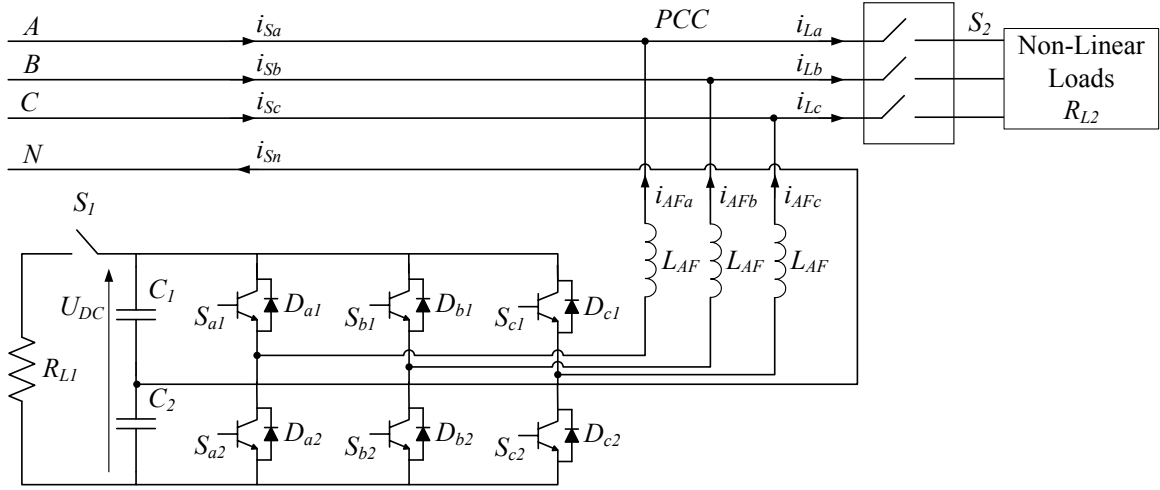 A
i_Sa
PCC
i_La
S_2
B
i_Sb
i_Lb
C
i_Sc
i_Lc
Non-Linear
Loads
R_L2
N
i_Sn
S_1
i_AFa
i_AFb
i_AFc
L_AF
L_AF
L_AF
U_DC
C_1
S_a1
D_a1
S_b1
D_b1
S_c1
D_c1
R_L1
C_2
S_a2
D_a2
S_b2
D_b2
S_c2
D_c2